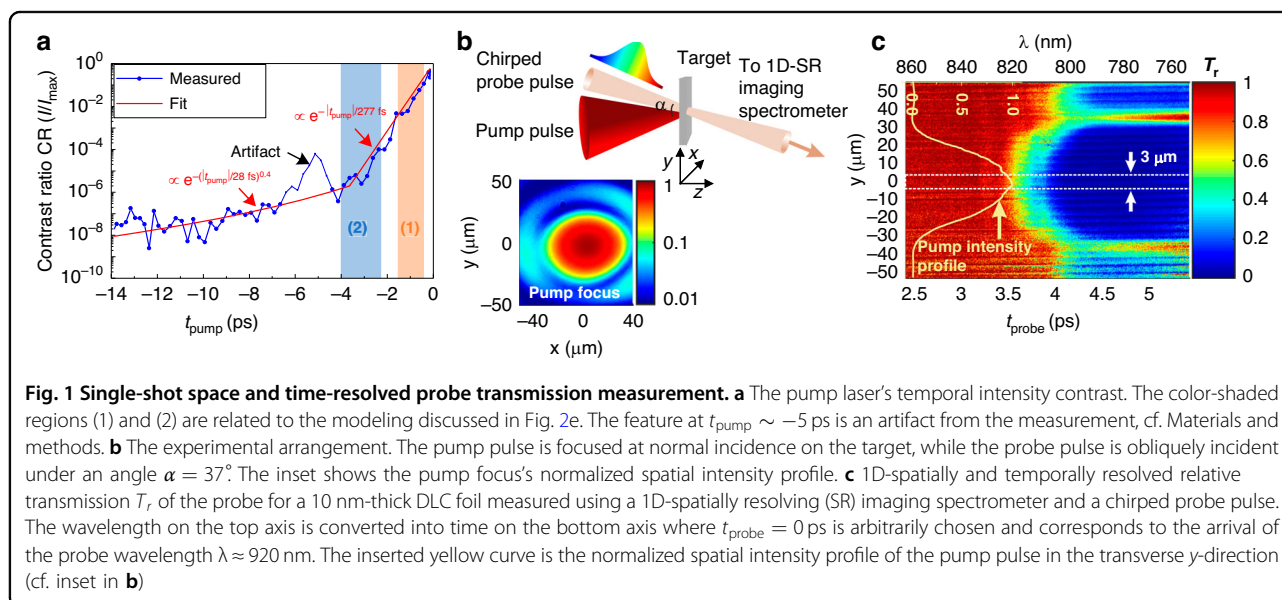 a
Contrast ratio CR (I/I_max)
10^0
10^−2
10^−4
10^−6
10^−8
10^−10
Measured
Fit
∝ e^−|t_pump|/277 fs
Artifact
∝ e^−(|t_pump|/28 fs)^0.4
(2)
(1)
−14 −12 −10 −8 −6 −4 −2 0
t_pump (ps)
b
Chirped
probe pulse
Target
To 1D-SR
imaging
spectrometer
α
Pump pulse
y
x
z
y (μm)
50
0
−50
Pump focus
1
0.1
0.01
−40 0 40
x (μm)
c
λ (nm)
860 840 820 800 780 760
T_r
y (μm)
50
40
30
20
10
0
−10
−20
−30
−40
−50
0.0
0.5
1.0
3 μm
Pump intensity
profile
1
0.8
0.6
0.4
0.2
0
2.5 3 3.5 4 4.5 5
t_probe (ps)
Fig. 1 Single-shot space and time-resolved probe transmission measurement. a The pump laser's temporal intensity contrast. The color-shaded
regions (1) and (2) are related to the modeling discussed in Fig. 2e. The feature at t_pump ∼ −5 ps is an artifact from the measurement, cf. Materials and
methods. b The experimental arrangement. The pump pulse is focused at normal incidence on the target, while the probe pulse is obliquely incident
under an angle α = 37°. The inset shows the pump focus's normalized spatial intensity profile. c 1D-spatially and temporally resolved relative
transmission T_r of the probe for a 10 nm-thick DLC foil measured using a 1D-spatially resolving (SR) imaging spectrometer and a chirped probe pulse.
The wavelength on the top axis is converted into time on the bottom axis where t_probe = 0 ps is arbitrarily chosen and corresponds to the arrival of
the probe wavelength λ ≈ 920 nm. The inserted yellow curve is the normalized spatial intensity profile of the pump pulse in the transverse y-direction
(cf. inset in b)